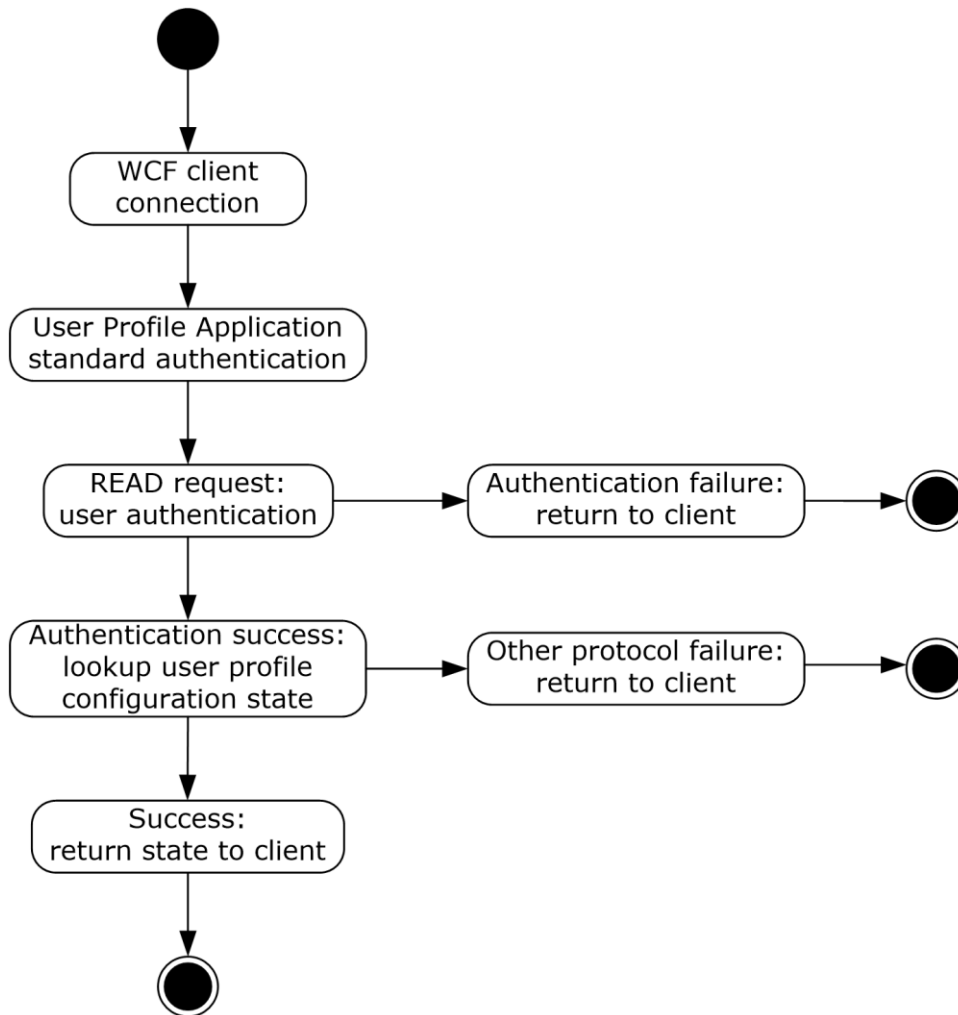 WCF client
connection
User Profile Application
standard authentication
READ request:
user authentication
Authentication failure:
return to client
Authentication success:
lookup user profile
configuration state
Other protocol failure:
return to client
Success:
return state to client